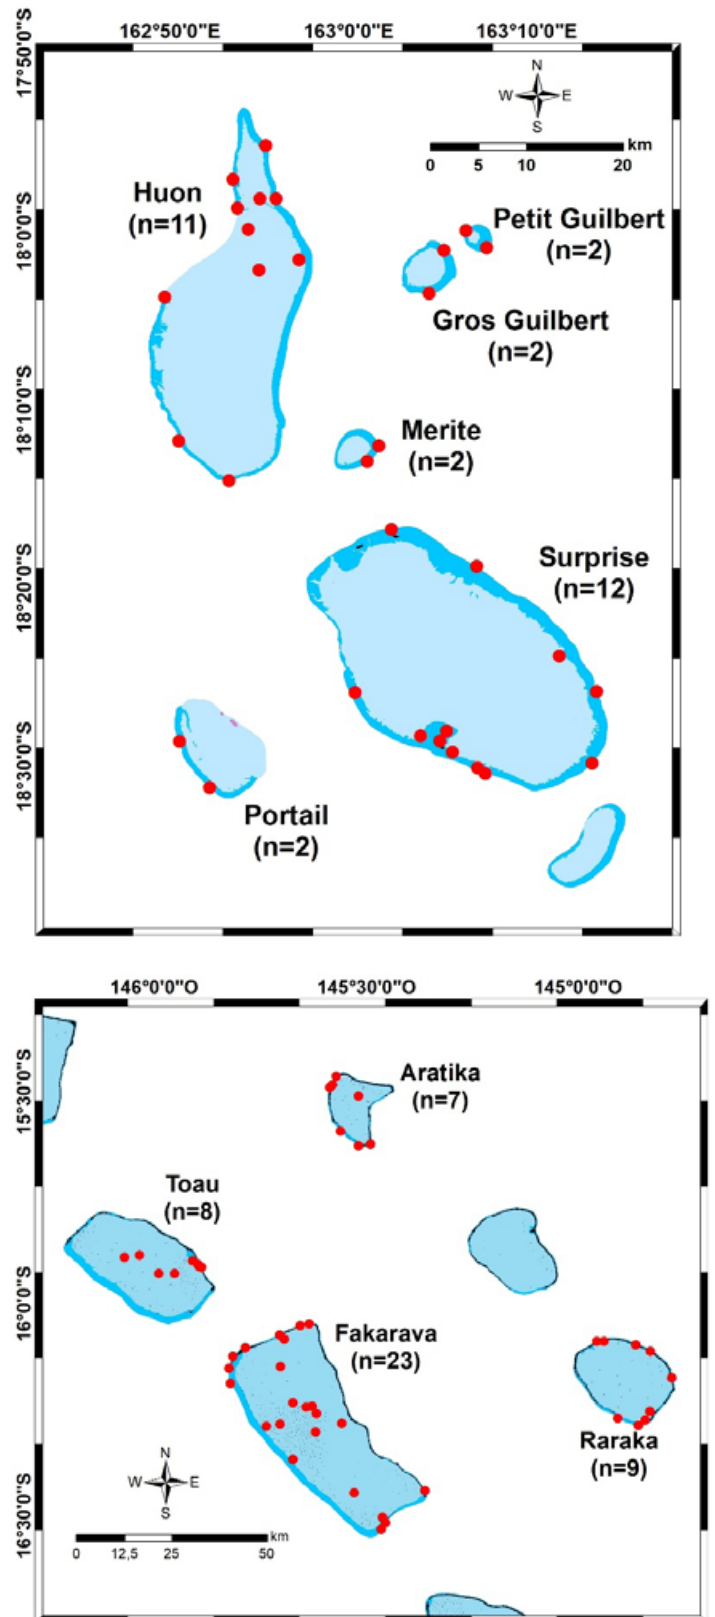 162°50'0"E 163°0'0"E 163°10'0"E
17°50'0"S
N
W E
S
km
0 5 10 20
Huon
(n=11)
18°0'0"S
Petit Guilbert
(n=2)
Gros Guilbert
(n=2)
18°10'0"S
Merite
(n=2)
Surprise
(n=12)
18°20'0"S
18°30'0"S
Portail
(n=2)
146°0'0"O 145°30'0"O 145°0'0"O
15°30'0"S
Aratika
(n=7)
Toau
(n=8)
16°0'0"S
Fakarava
(n=23)
Raraka
(n=9)
N
W E
S
16°30'0"S
km
0 12,5 25 50